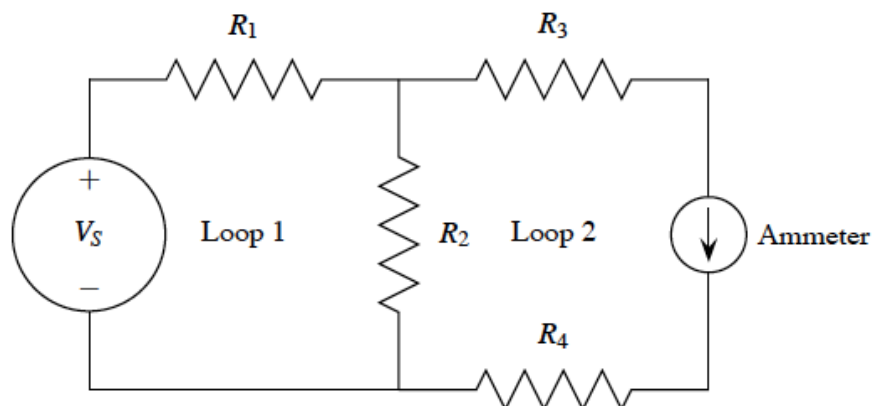 R1
R3
+
VS
Loop 1
R2
Loop 2
Ammeter
−
R4